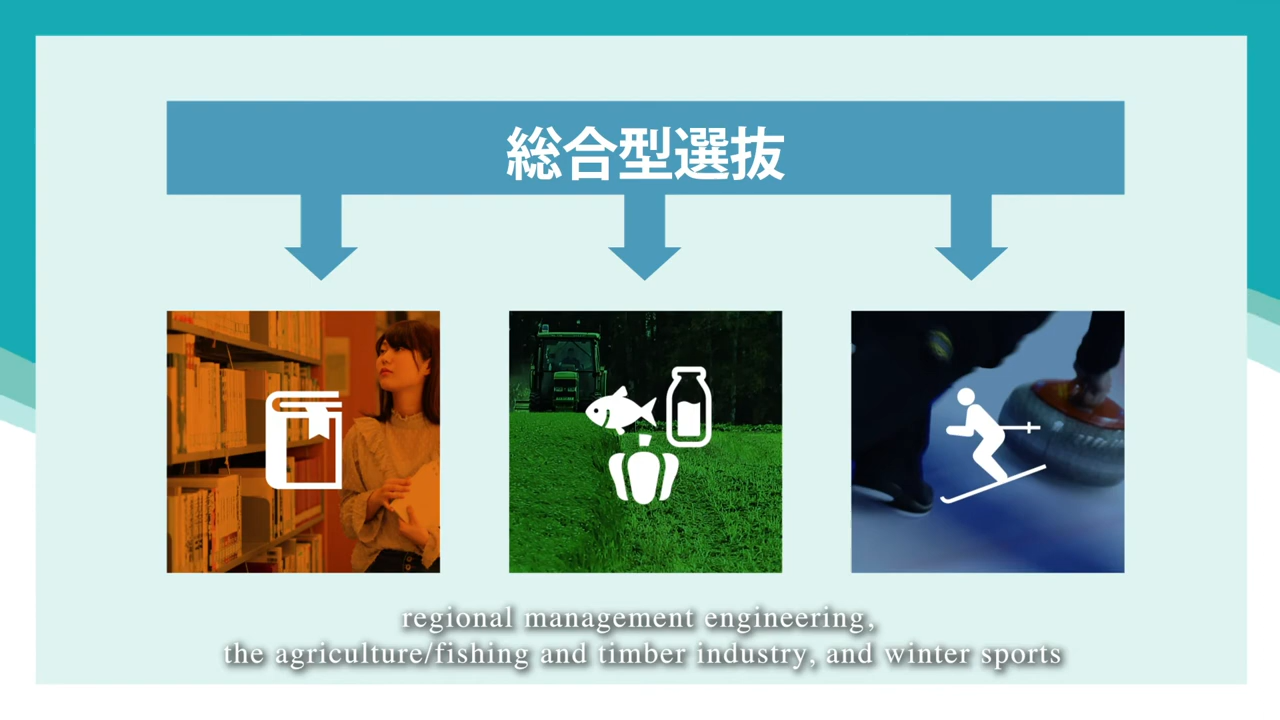 総合型選抜
regional management engineering,
the agriculture/fishing and timber industry, and winter sports